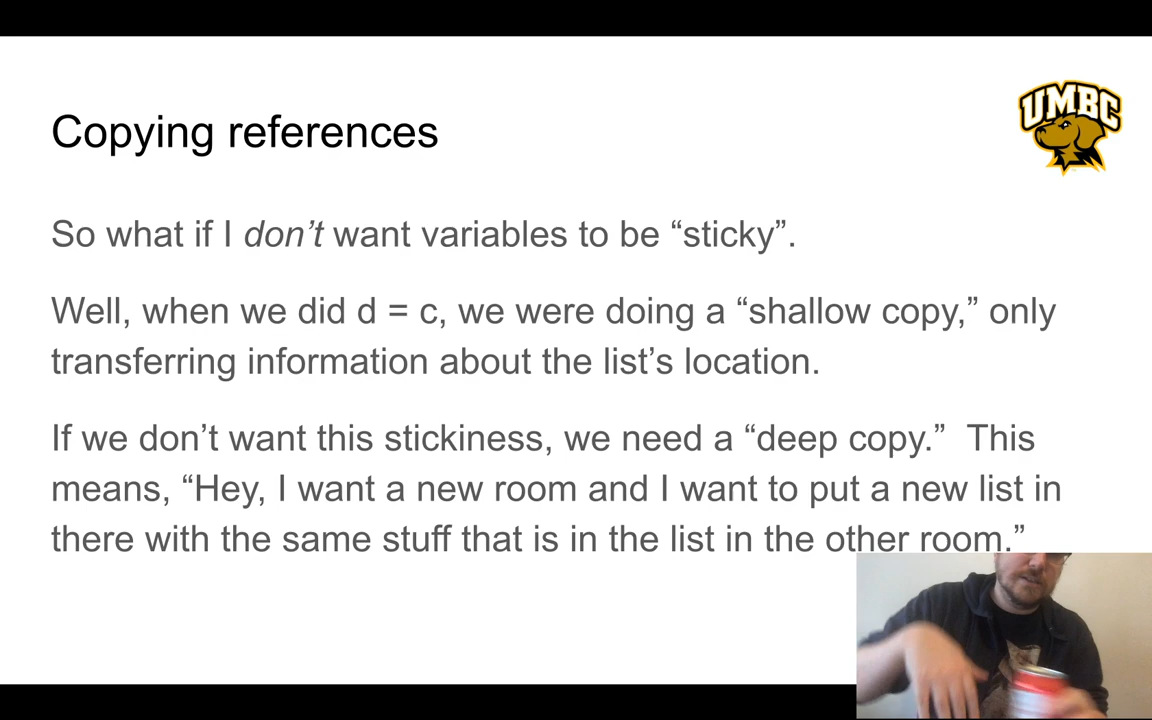 UMBC
Copying references
So what if I don’t want variables to be “sticky”.
Well, when we did d = c, we were doing a “shallow copy,” only
transferring information about the list’s location.
If we don’t want this stickiness, we need a “deep copy.”  This
means, “Hey, I want a new room and I want to put a new list in
there with the same stuff that is in the list in the other room.”